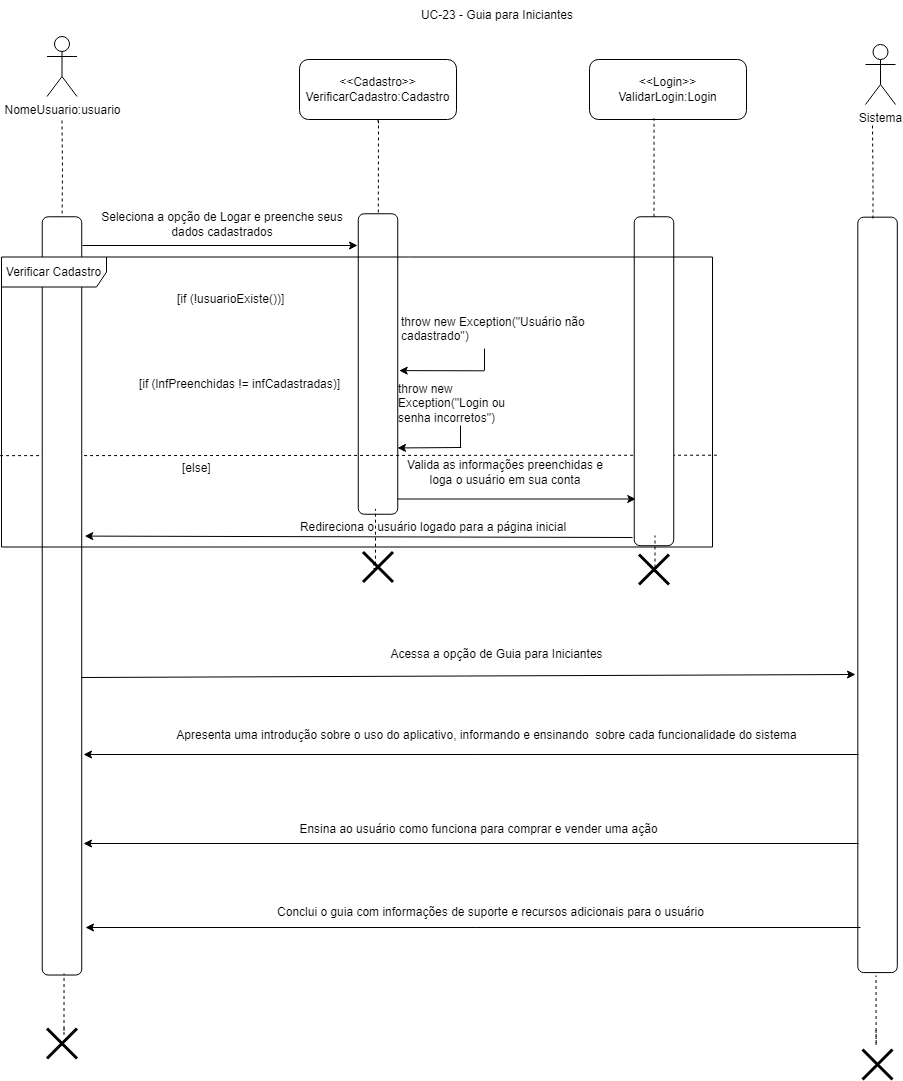 UC-23 - Guia para Iniciantes
<<Cadastro>>
VerificarCadastro:Cadastro
<<Login>>
ValidarLogin:Login
NomeUsuario:usuario
Sistema
Seleciona a opção de Logar e preenche seus
dados cadastrados
Verificar Cadastro
[if (!usuarioExiste())]
throw new Exception("Usuário não
cadastrado")
[if (InfPreenchidas != infCadastradas)]
throw new
Exception("Login ou
senha incorretos")
[else]
Valida as informações preenchidas e
loga o usuário em sua conta
Redireciona o usuário logado para a página inicial
Acessa a opção de Guia para Iniciantes
Apresenta uma introdução sobre o uso do aplicativo, informando e ensinando  sobre cada funcionalidade do sistema
Ensina ao usuário como funciona para comprar e vender uma ação
Conclui o guia com informações de suporte e recursos adicionais para o usuário